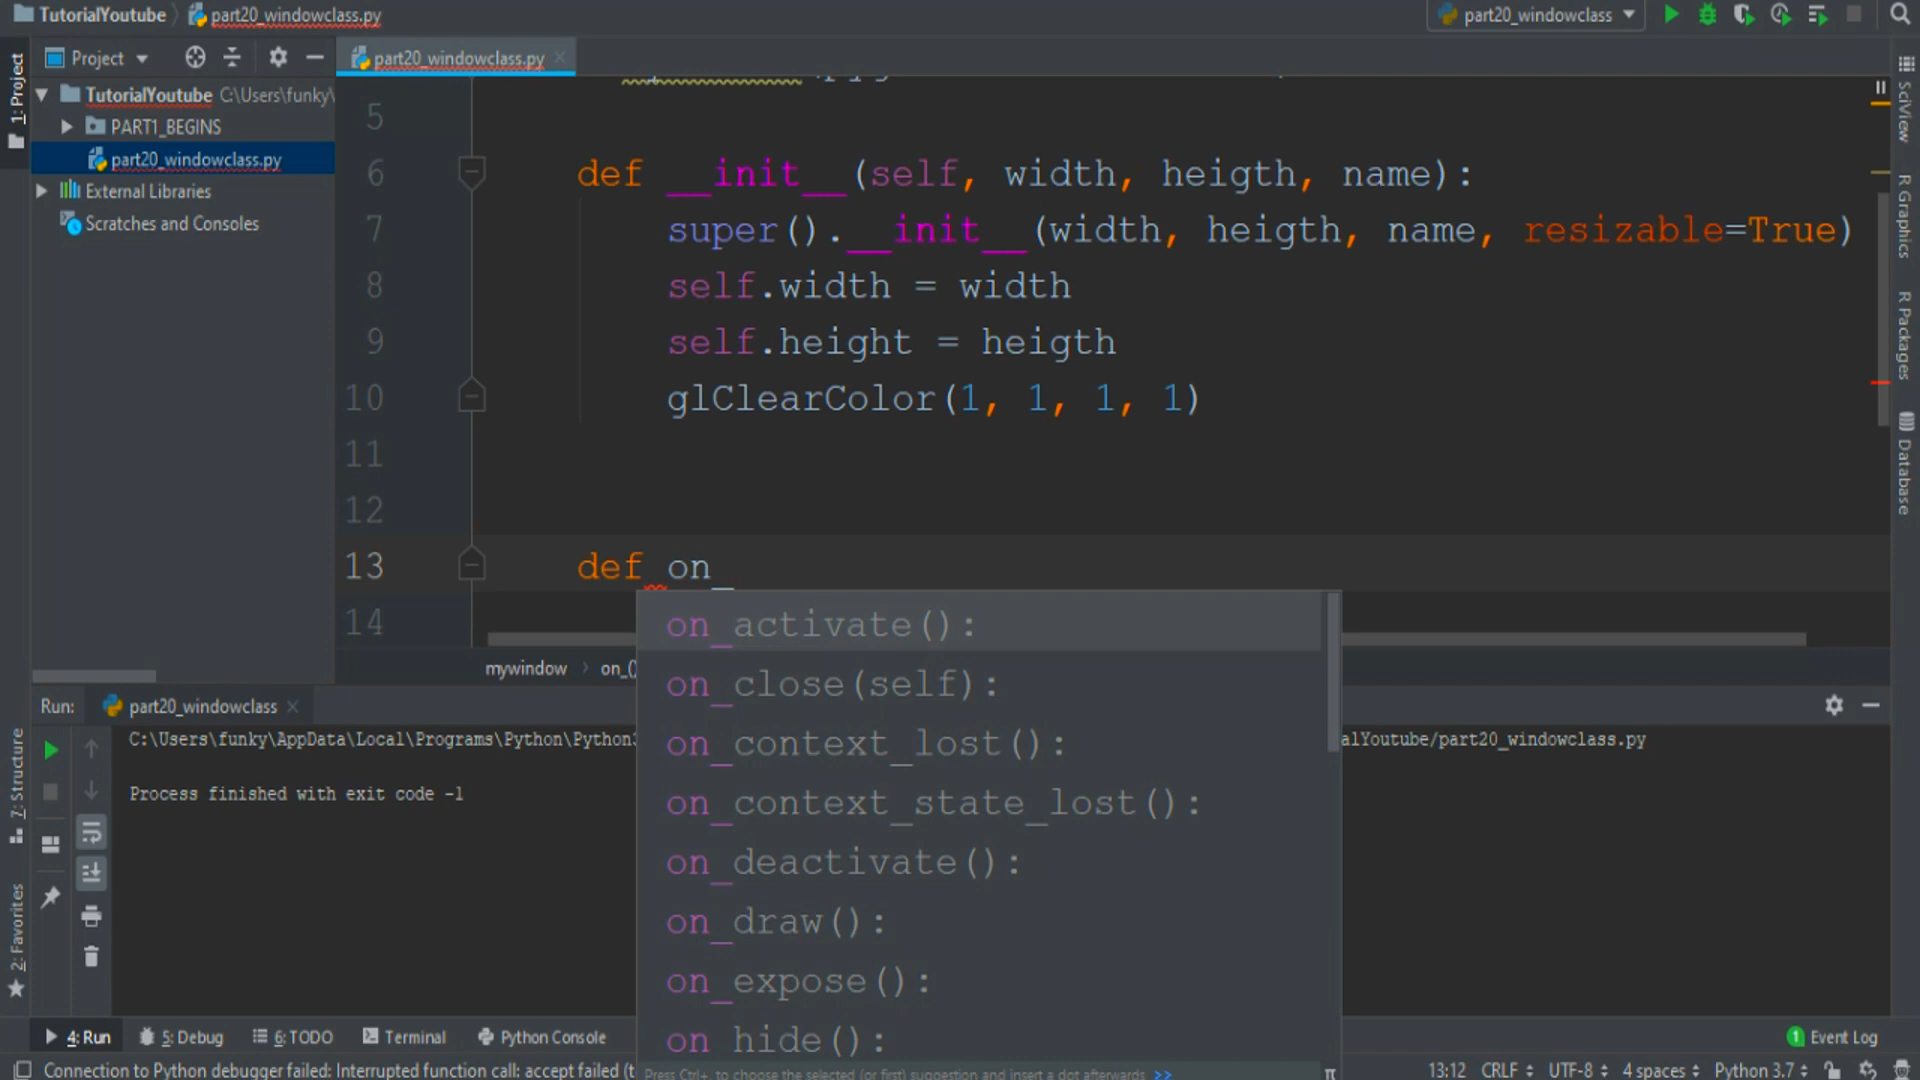 TutorialYoutube
part20_windowclass.py
part20_windowclass
Project
part20_windowclass.py
1: Project
TutorialYoutube C:\Users\funky\
PART1_BEGINS
part20_windowclass.py
External Libraries
Scratches and Consoles
5
6 def __init__(self, width, heigth, name):
7 super().__init__(width, heigth, name, resizable=True)
8 self.width = width
9 self.height = heigth
10 glClearColor(1, 1, 1, 1)
11
12
13 def on_
14
on_activate():
on_close(self):
on_context_lost():
on_context_state_lost():
on_deactivate():
on_draw():
on_expose():
on_hide():
Press Ctrl+. to choose the selected (or first) suggestion and insert a dot afterwards >>
π
mywindow
on_()
SciView
R Graphics
R Packages
Database
Run:
part20_windowclass
C:\Users\funky\AppData\Local\Programs\Python\Python3
alYoutube/part20_windowclass.py
Process finished with exit code -1
7: Structure
2: Favorites
4: Run
5: Debug
6: TODO
Terminal
Python Console
1 Event Log
Connection to Python debugger failed: Interrupted function call: accept failed (t
13:12
CRLF
UTF-8
4 spaces
Python 3.7